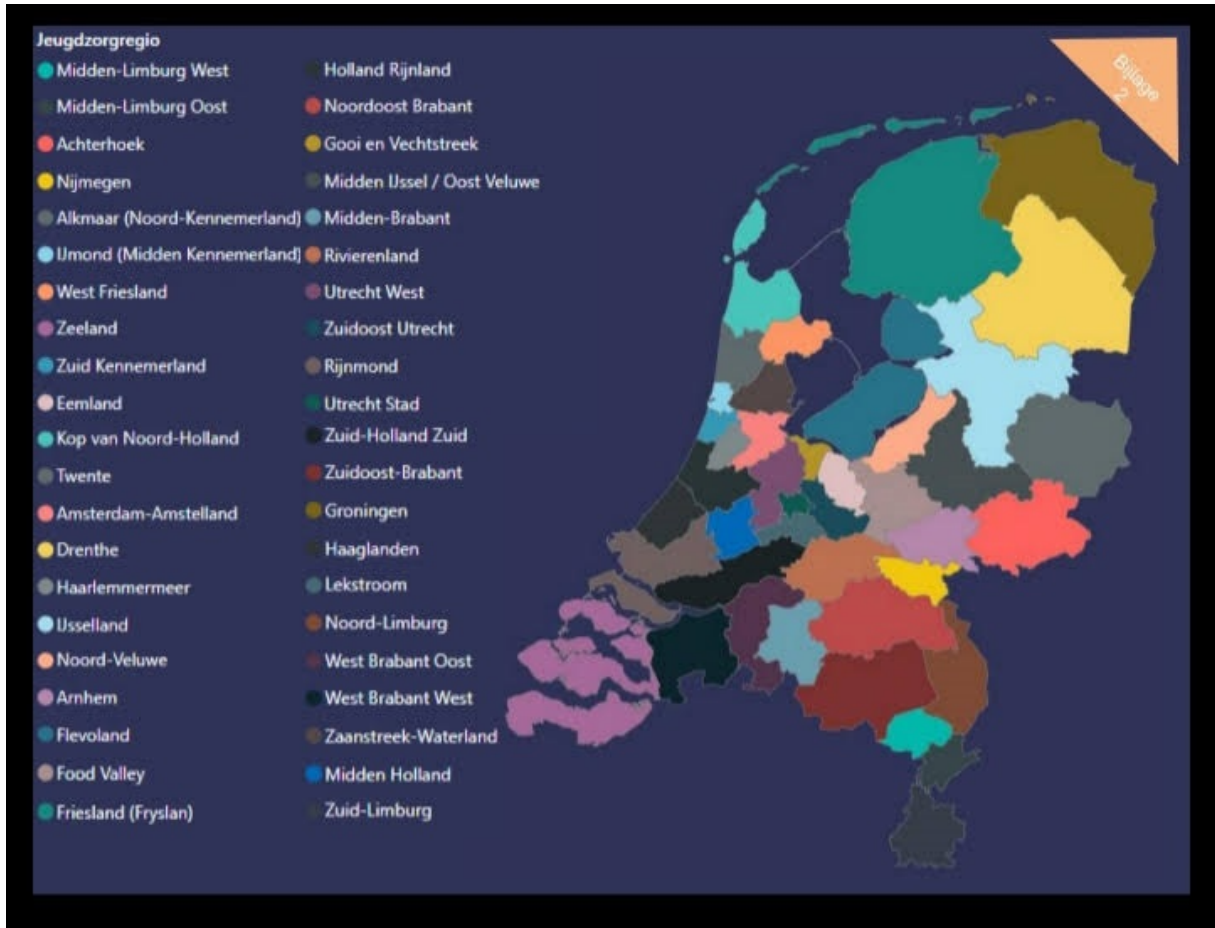 Jeugdzorgregio
Midden-Limburg West
Midden-Limburg Oost
Achterhoek
Nijmegen
Alkmaar (Noord-Kennemerland)
IJmond (Midden Kennemerland)
West Friesland
Zeeland
Zuid Kennemerland
Eemland
Kop van Noord-Holland
Twente
Amsterdam-Amstelland
Drenthe
Haarlemmermeer
IJsselland
Noord-Veluwe
Arnhem
Flevoland
Food Valley
Friesland (Fryslan)
Holland Rijnland
Noordoost Brabant
Gooi en Vechtstreek
Midden IJssel / Oost Veluwe
Midden-Brabant
Rivierenland
Utrecht West
Zuidoost Utrecht
Rijnmond
Utrecht Stad
Zuid-Holland Zuid
Zuidoost-Brabant
Groningen
Haaglanden
Lekstroom
Noord-Limburg
West Brabant Oost
West Brabant West
Zaanstreek-Waterland
Midden Holland
Zuid-Limburg
Bijlage
2